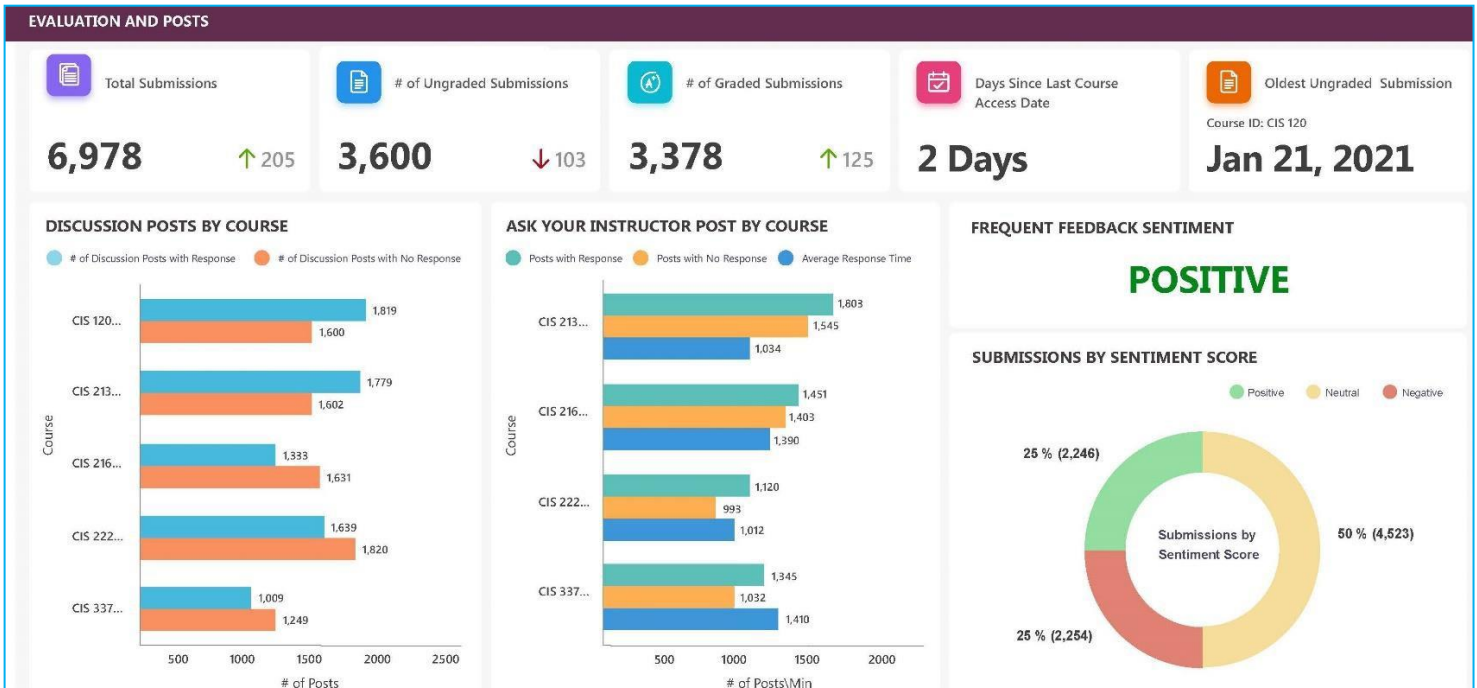 EVALUATION AND POSTS
Total Submissions
6,978
205
# of Ungraded Submissions
3,600
103
# of Graded Submissions
3,378
125
Days Since Last Course
Access Date
2 Days
Oldest Ungraded Submission
Course ID: CIS 120
Jan 21, 2021
DISCUSSION POSTS BY COURSE
# of Discussion Posts with Response
# of Discussion Posts with No Response
Course
CIS 120...
1,819
1,600
CIS 213...
1,779
1,602
CIS 216...
1,333
1,631
CIS 222...
1,639
1,820
CIS 337...
1,009
1,249
500 1000 1500 2000 2500
# of Posts
ASK YOUR INSTRUCTOR POST BY COURSE
Posts with Response
Posts with No Response
Average Response Time
Course
CIS 213...
1,803
1,545
1,034
CIS 216...
1,451
1,403
1,390
CIS 222...
1,120
993
1,012
CIS 337...
1,345
1,032
1,410
500 1000 1500 2000
# of Posts\Min
FREQUENT FEEDBACK SENTIMENT
POSITIVE
SUBMISSIONS BY SENTIMENT SCORE
Positive
Neutral
Negative
25 % (2,246)
50 % (4,523)
25 % (2,254)
Submissions by
Sentiment Score